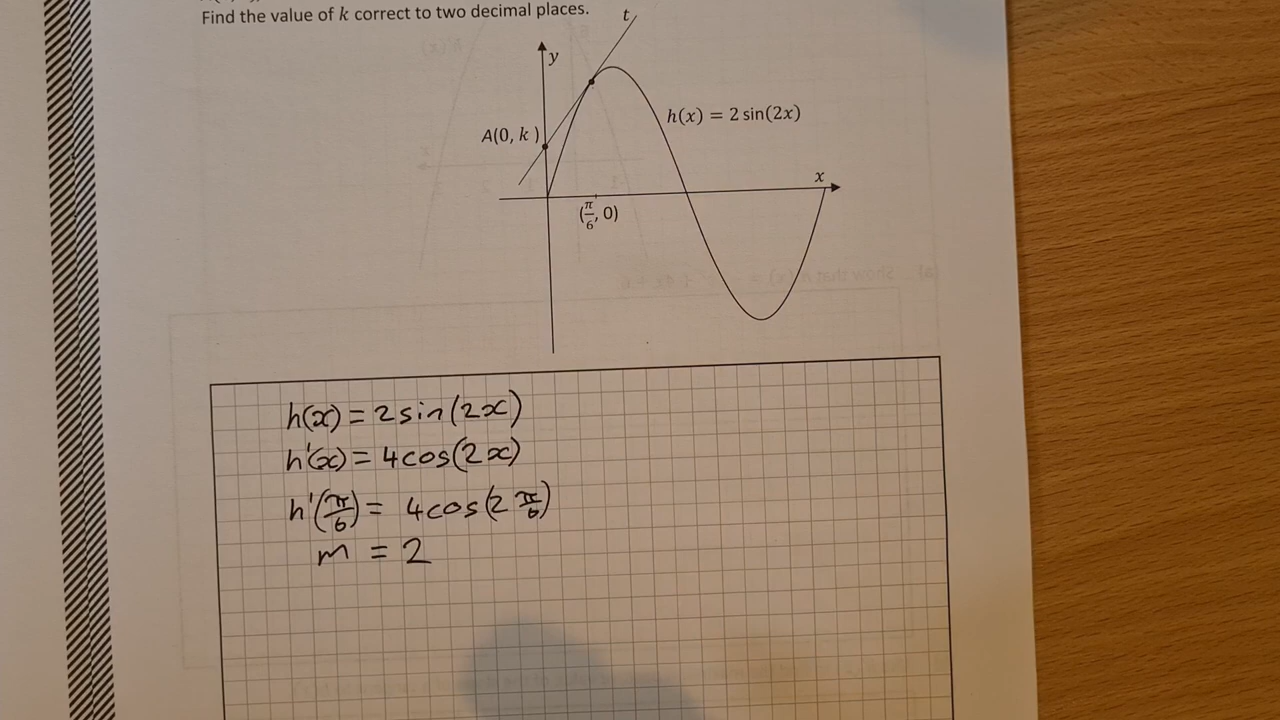 Find the value of k correct to two decimal places.
t
y
A(0, k )
h(x) = 2 sin(2x)
x
(π/6, 0)
h(x) = 2sin(2x)
h'(x) = 4cos(2x)
h'(π/6) = 4cos(2 π/6)
m = 2